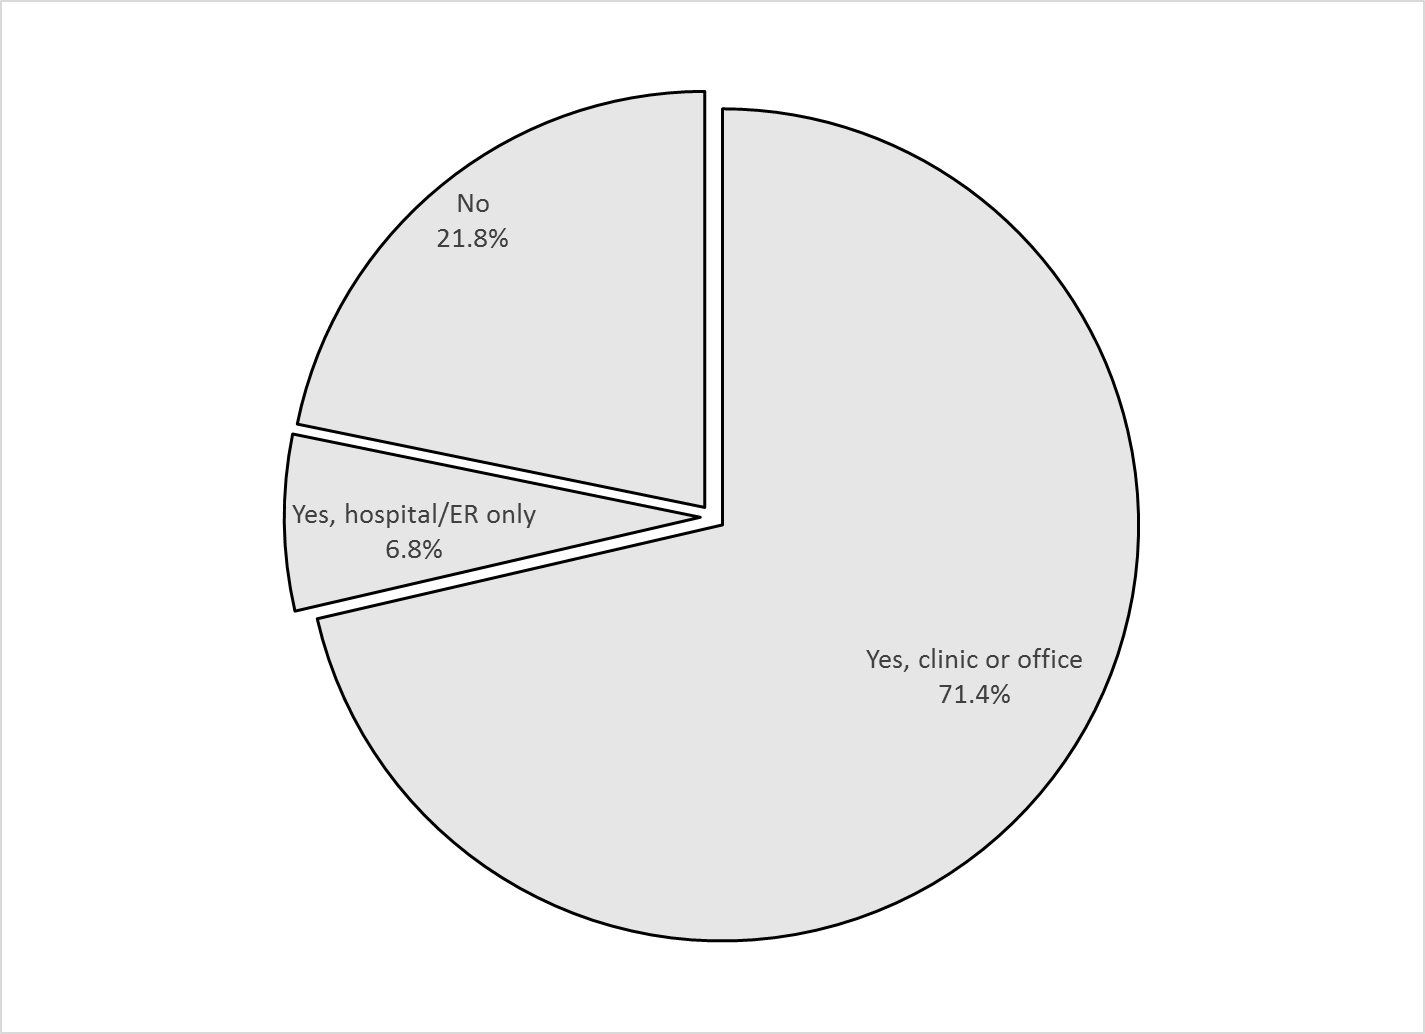 No
21.8%
Yes, hospital/ER only
6.8%
Yes, clinic or office
71.4%